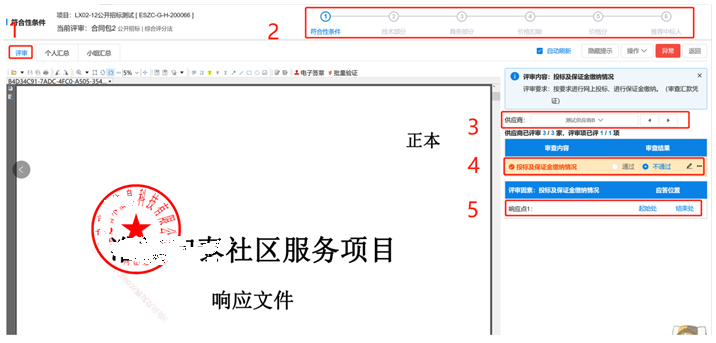 项目：LX02-12公开招标测试[ ESZC-G-H-200066 ]
符合性条件
当前评审：合同包2 公开招标 | 综合评分法
1
2
1 2 3 4 5 6
符合性条件 技术部分 商务部分 价格扣除 价格分 推荐中标人
评审 个人汇总 小组汇总
自动刷新 隐藏提示 操作 异常 返回
5% 电子签章 批量验证
B4D34C91-7ADC-4FC0-A505-354...
正本
社区服务项目
响应文件
评审内容：投标及保证金缴纳情况
评审要求：按要求进行网上投标、进行保证金缴纳。（审查汇款凭
证）
3
供应商： 测试供应商B
供应商已评审 3 / 3 家，评审项已评 1 / 1 项
审查内容 审查结果
4
投标及保证金缴纳情况 通过 不通过
评审因素：投标及保证金缴纳情况 应答位置
5
响应点1： 起始处 结束处